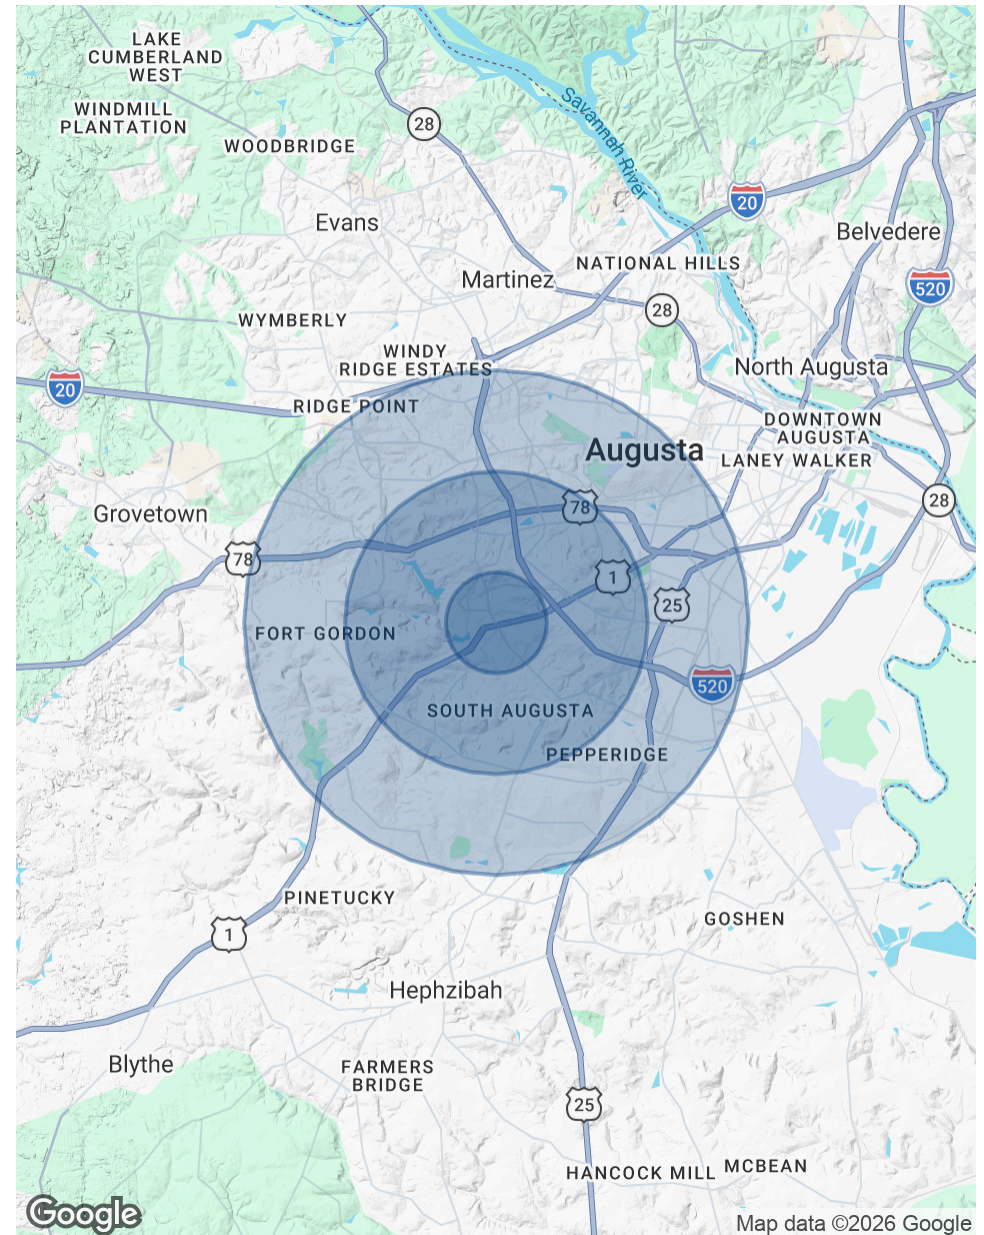 LAKE
CUMBERLAND
WEST
WINDMILL
PLANTATION
28
WOODBRIDGE
Savannah River
20
Evans
Belvedere
NATIONAL HILLS
Martinez
520
28
WYMBERLY
WINDY
RIDGE ESTATES
North Augusta
20
RIDGE POINT
DOWNTOWN
AUGUSTA
Augusta
LANEY WALKER
28
Grovetown
78
78
1
25
FORT GORDON
520
SOUTH AUGUSTA
PEPPERIDGE
PINETUCKY
GOSHEN
1
Hephzibah
Blythe
FARMERS
BRIDGE
25
HANCOCK MILL
MCBEAN
Google
Map data ©2026 Google